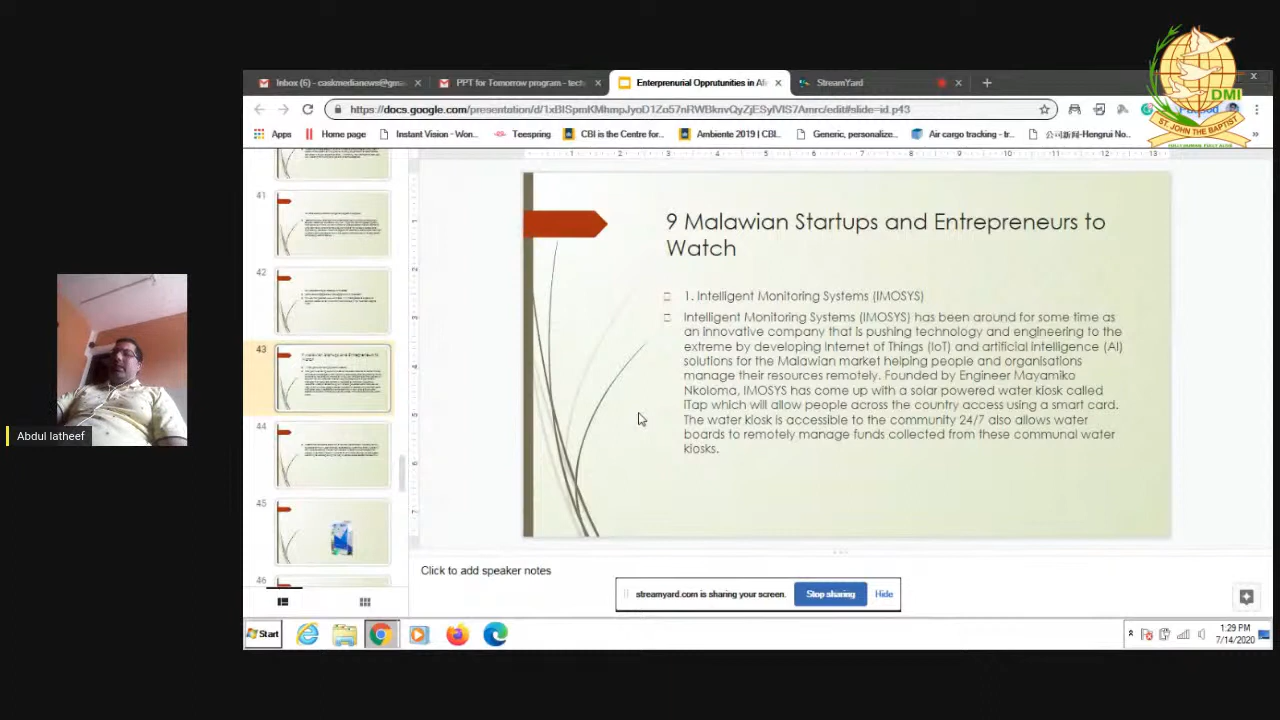 Inbox (6) - caskmedianews@gma
PPT for Tomorrow program - tech
Enterprenurial Opprutunities in Af
StreamYard
https://docs.google.com/presentation/d/
Apps
Home page
Instant Vision - Won...
Teespring
CBI is the Centre for...
Ambiente 2019 | CBI...
Generic, personalize...
Air cargo tracking - tr...
DMI
ST. JOHN THE BAPTIST
41
42
43
44
45
46
9 Malawian Startups and Entrepreneurs to
Watch
1. Intelligent Monitoring Systems (IMOSYS)
Intelligent Monitoring Systems (IMOSYS) has been around for some time as
an innovative company that is pushing technology and engineering to the
extreme by developing Internet of Things (IoT) and artificial intelligence (AI)
solutions for the Malawian market helping people and organisations
manage their resources remotely. Founded by Engineer Mayamiko
Nkoloma, IMOSYS has come up with a solar powered water kiosk called
iTap which will allow people across the country access using a smart card.
The water kiosk is accessible to the community 24/7 also allows water
boards to remotely manage funds collected from these communal water
kiosks.
Abdul latheef
Click to add speaker notes
streamyard.com is sharing your screen.
Stop sharing
Hide
Start
1:29 PM
7/14/2020